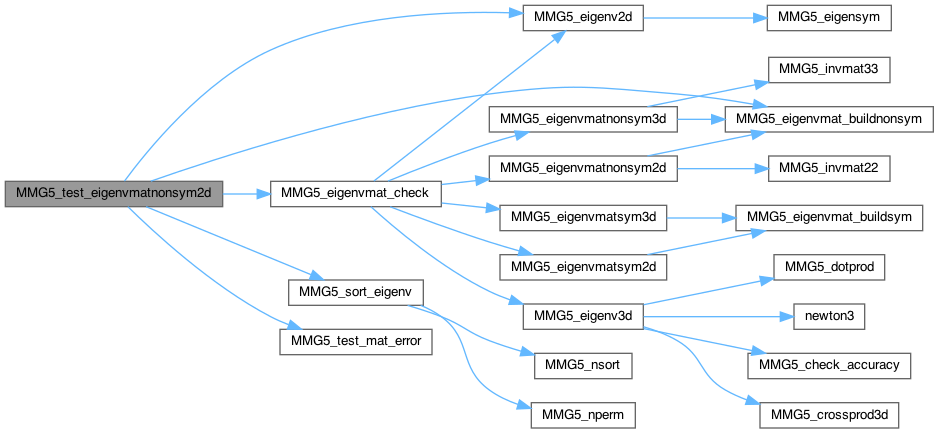 MMG5_test_eigenvmatnonsym2d
MMG5_eigenv2d
MMG5_eigensym
MMG5_invmat33
MMG5_eigenvmatnonsym3d
MMG5_eigenvmat_buildnonsym
MMG5_eigenvmatnonsym2d
MMG5_invmat22
MMG5_eigenvmat_check
MMG5_eigenvmatsym3d
MMG5_eigenvmat_buildsym
MMG5_eigenvmatsym2d
MMG5_dotprod
MMG5_sort_eigenv
MMG5_eigenv3d
newton3
MMG5_test_mat_error
MMG5_nsort
MMG5_check_accuracy
MMG5_nperm
MMG5_crossprod3d